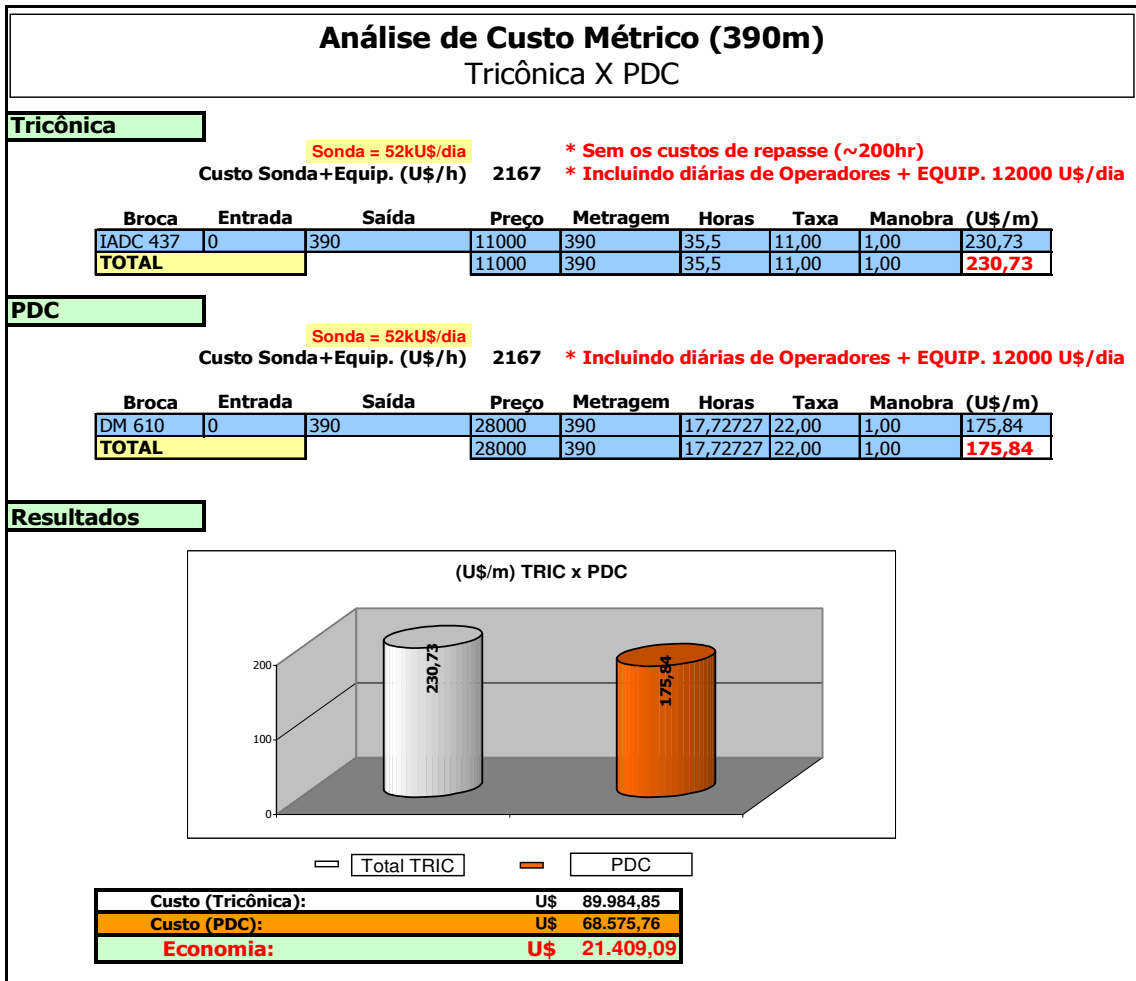 Análise de Custo Métrico (390m)
Tricônica X PDC
Tricônica
Sonda = 52kU$/dia * Sem os custos de repasse (~200hr)
Custo Sonda+Equip. (U$/h) 2167 * Incluindo diárias de Operadores + EQUIP. 12000 U$/dia
Broca Entrada Saída Preço Metragem Horas Taxa Manobra (U$/m)
IADC 437 0 390 11000 390 35,5 11,00 1,00 230,73
TOTAL 11000 390 35,5 11,00 1,00 230,73
PDC
Sonda = 52kU$/dia
Custo Sonda+Equip. (U$/h) 2167 * Incluindo diárias de Operadores + EQUIP. 12000 U$/dia
Broca Entrada Saída Preço Metragem Horas Taxa Manobra (U$/m)
DM 610 0 390 28000 390 17,72727 22,00 1,00 175,84
TOTAL 28000 390 17,72727 22,00 1,00 175,84
Resultados
(U$/m) TRIC x PDC
200
100
0
230,73
175,84
Total TRIC PDC
Custo (Tricônica): U$ 89.984,85
Custo (PDC): U$ 68.575,76
Economia: U$ 21.409,09